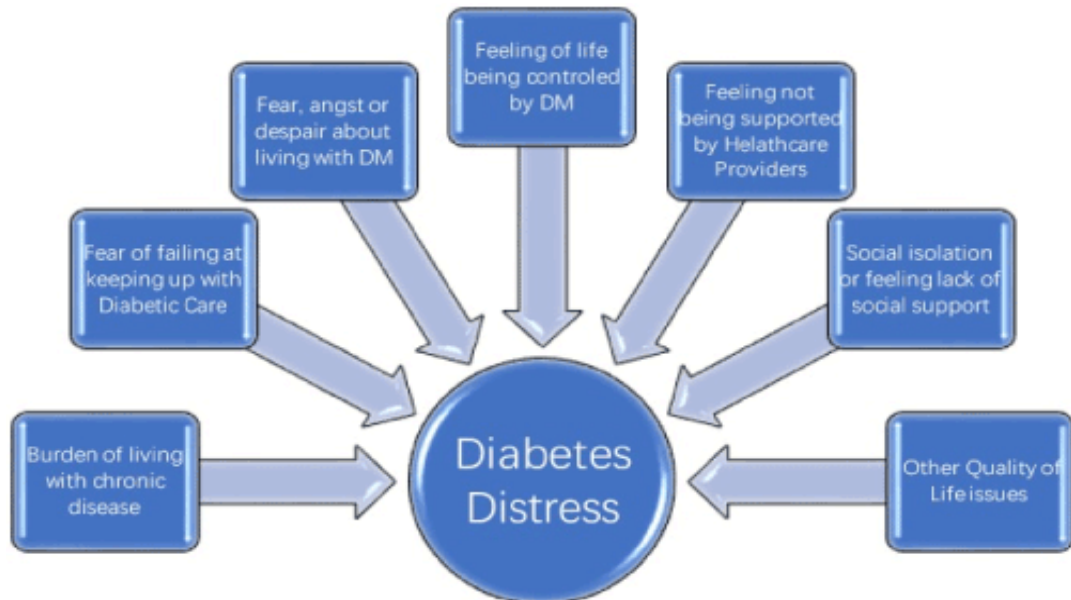 Feeling of life
being controled
by DM
Fear, angst or
despair about
living with DM
Feeling not
being supported
by Helathcare
Providers
Fear of failing at
keeping up with
Diabetic Care
Social isolation
or feeling lack of
social support
Burden of living
with chronic
disease
Diabetes
Distress
Other Quality of
Life issues